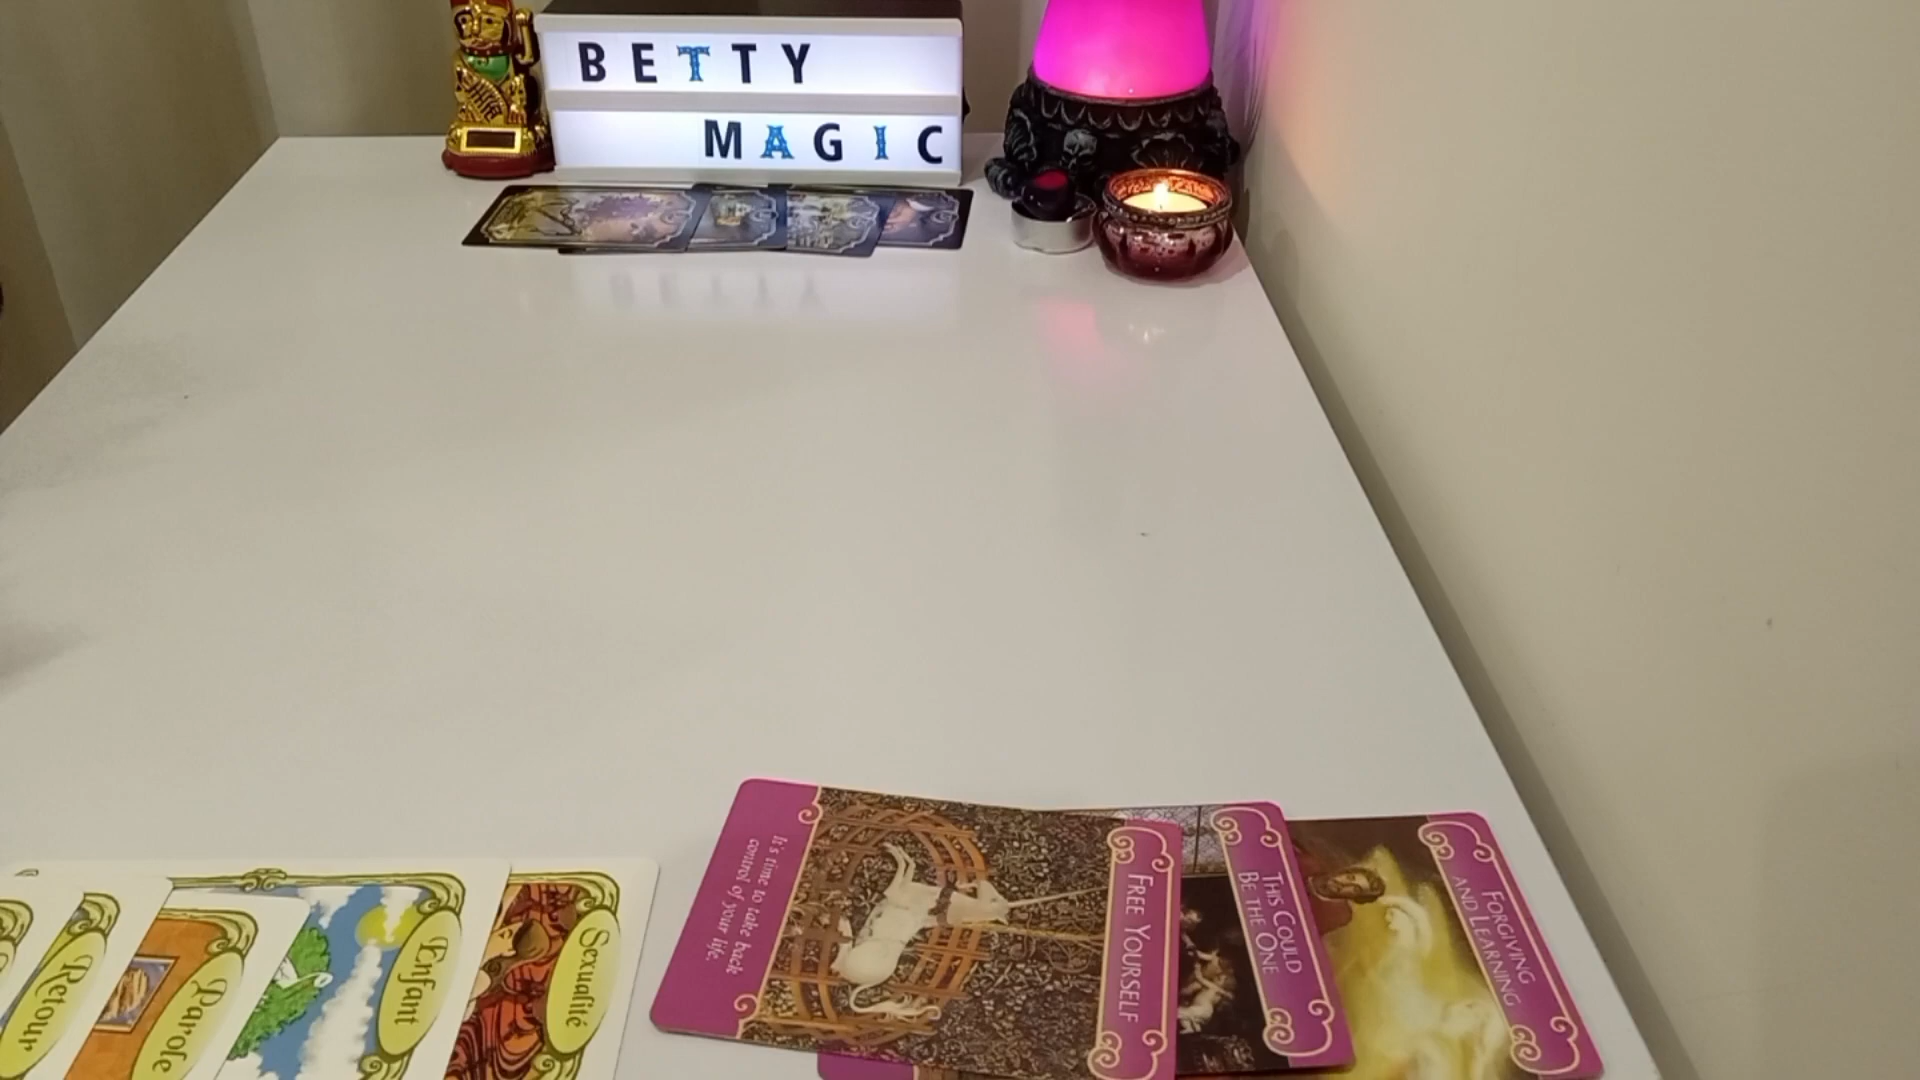 BETTY
MAGIC
Retour
Parole
Enfant
Sexualité
It's time to take back
control of your life.
FREE YOURSELF
THIS COULD
BE THE ONE
FORGIVING
AND LEARNING